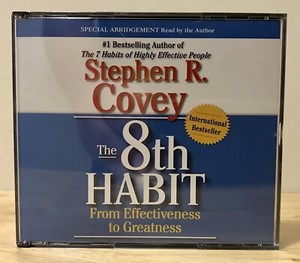 SPECIAL ABRIDGEMENT Read by the Author
#1 Bestselling Author of
The 7 Habits of Highly Effective People
Stephen R.
Covey
International
Bestseller
The 8th
HABIT
From Effectiveness
to Greatness